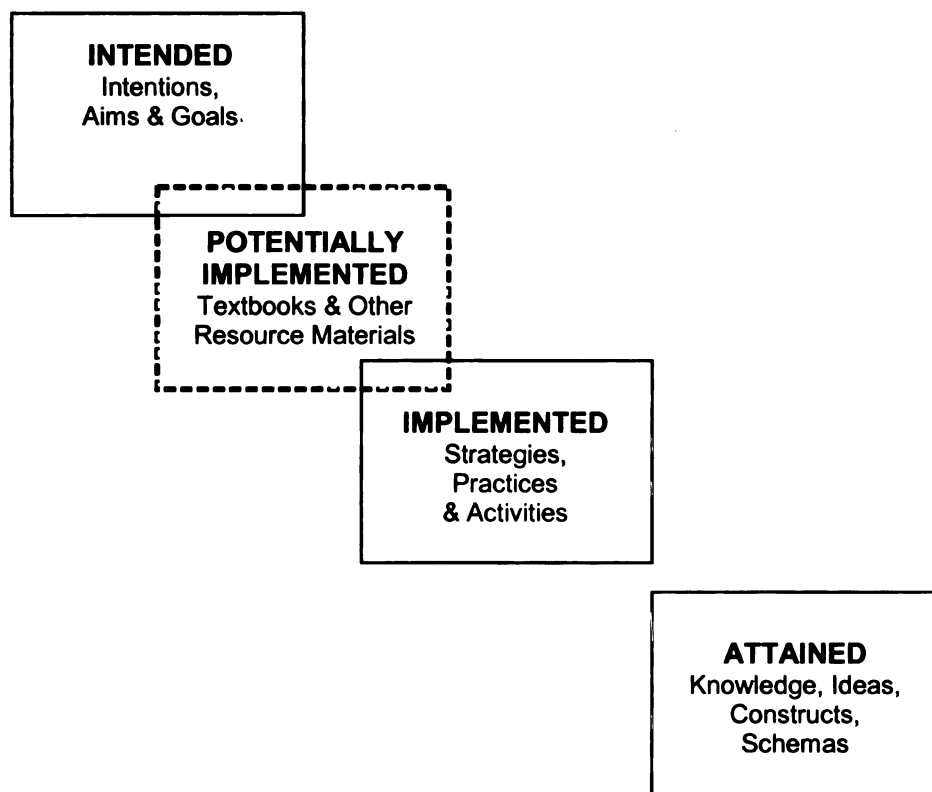 INTENDED
Intentions,
Aims & Goals
POTENTIALLY
IMPLEMENTED
Textbooks & Other
Resource Materials
IMPLEMENTED
Strategies,
Practices
& Activities
ATTAINED
Knowledge, Ideas,
Constructs,
Schemas